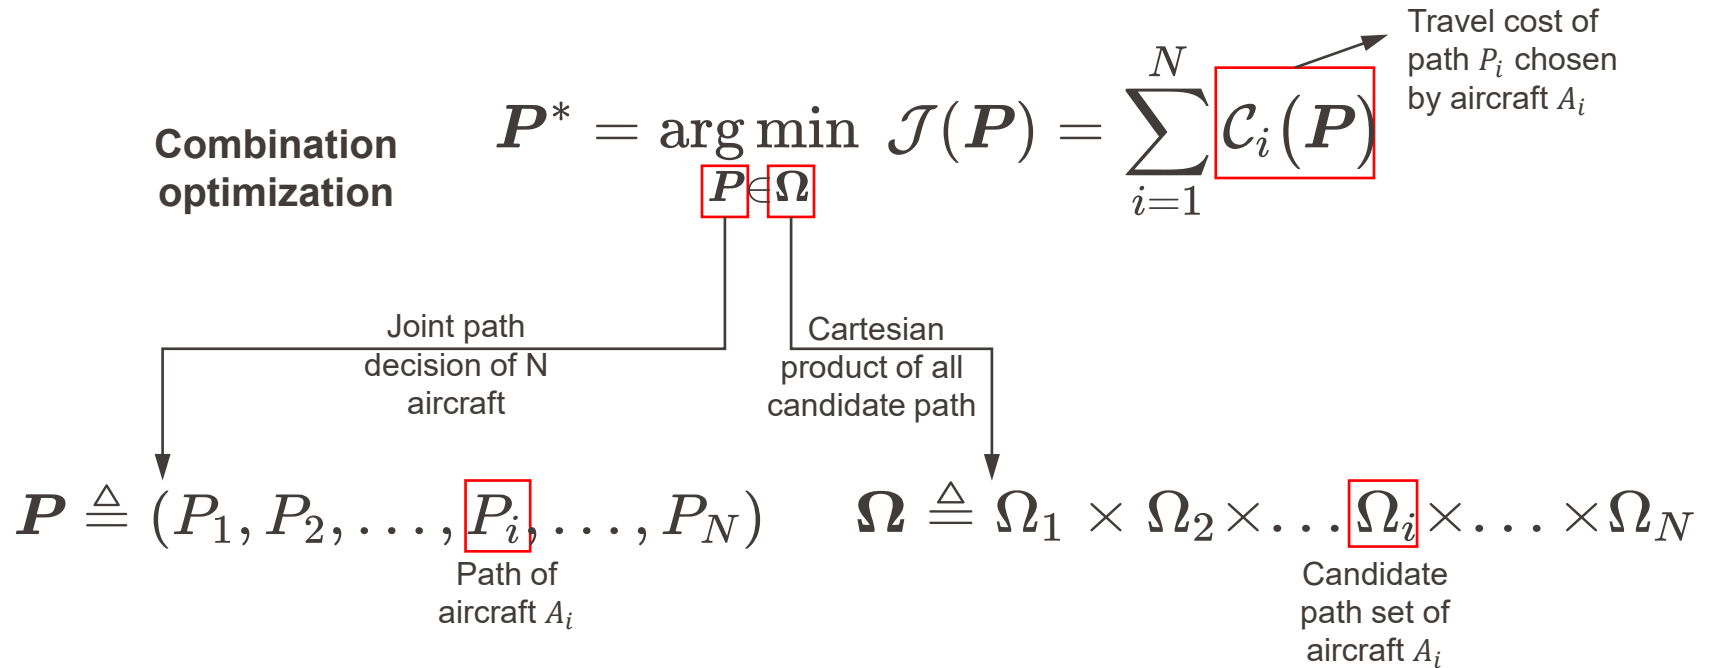 Travel cost of
path P_i chosen
by aircraft A_i
Combination
optimization
P* = arg min_{P∈Ω} J(P) = ∑_{i=1}^{N} C_i(P)
Joint path
decision of N
aircraft
Cartesian
product of all
candidate path
P ≜ (P_1, P_2, ..., P_i, ..., P_N)
Ω ≜ Ω_1 × Ω_2 × ... Ω_i × ... × Ω_N
Path of
aircraft A_i
Candidate
path set of
aircraft A_i